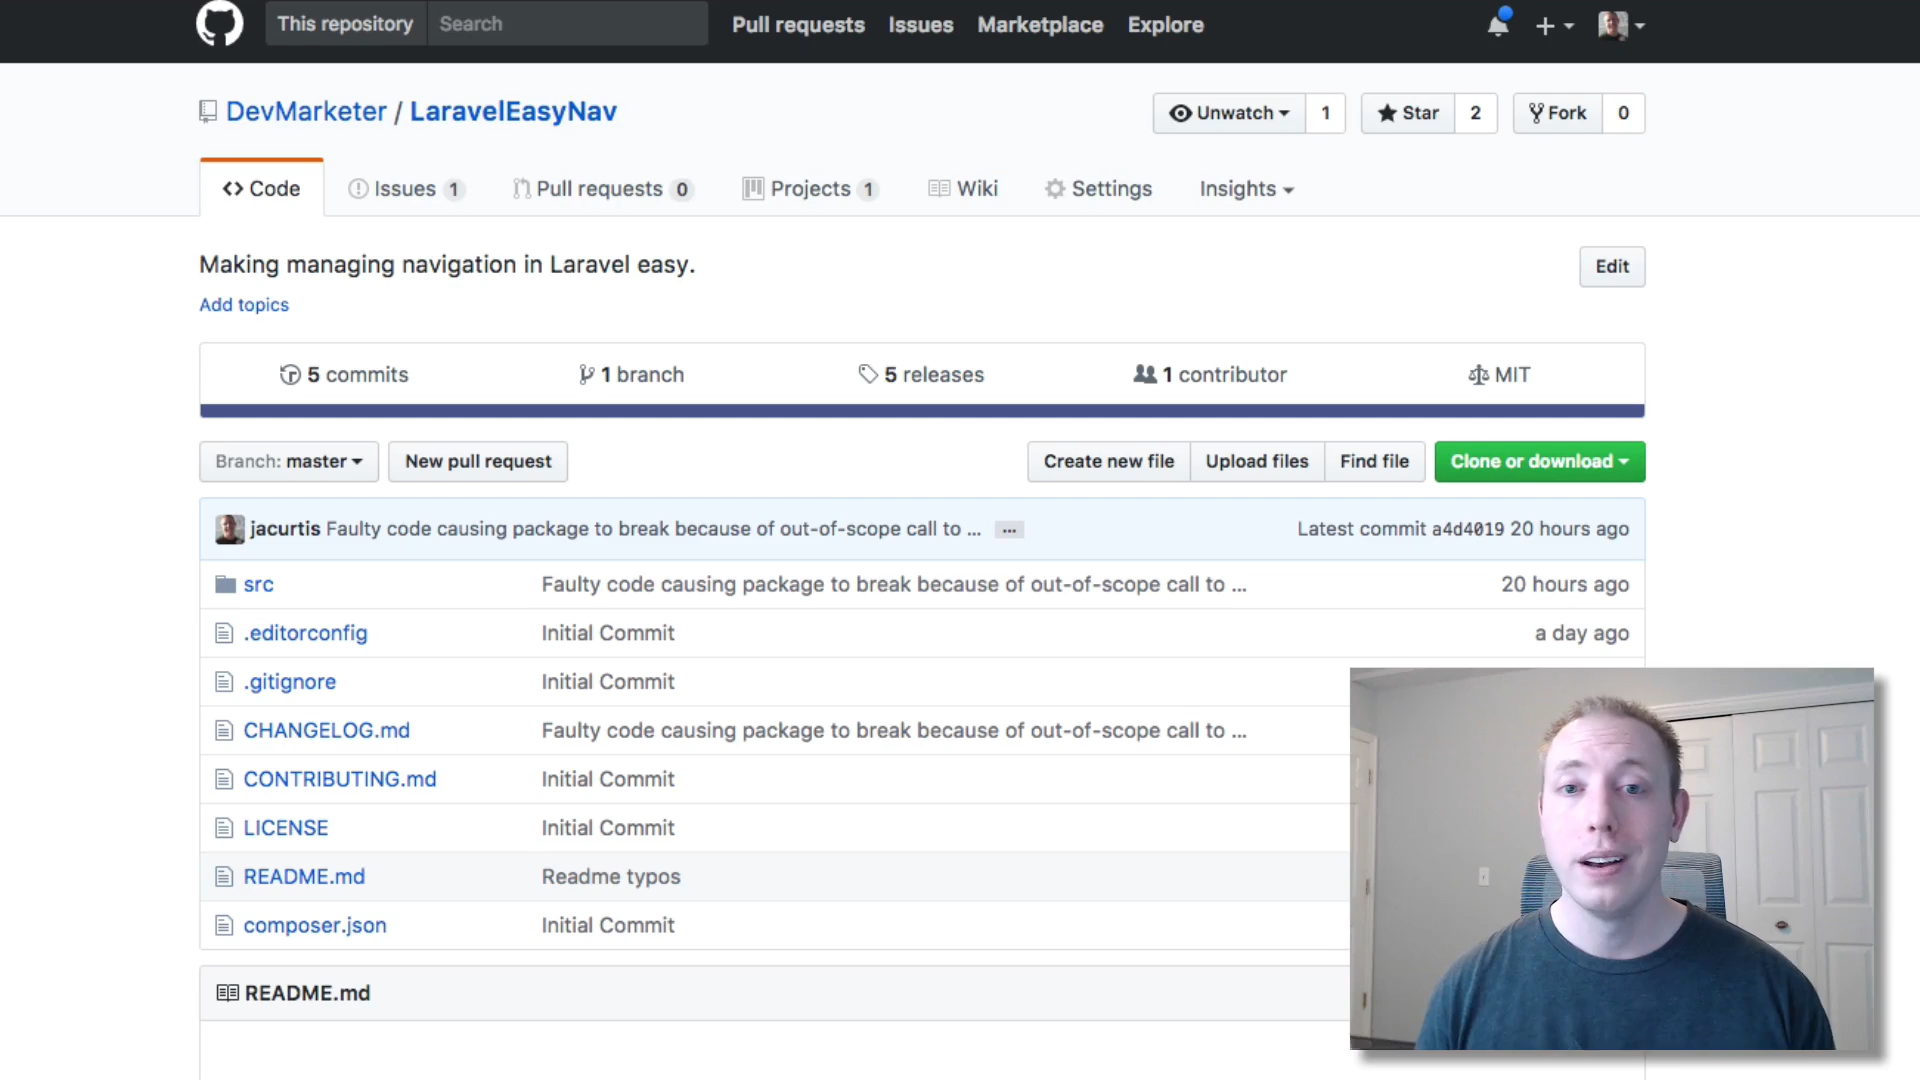 This repository Search Pull requests Issues Marketplace Explore
DevMarketer / LaravelEasyNav Unwatch 1 Star 2 Fork 0
Code Issues 1 Pull requests 0 Projects 1 Wiki Settings Insights
Making managing navigation in Laravel easy. Edit
Add topics
5 commits 1 branch 5 releases 1 contributor MIT
Branch: master New pull request Create new file Upload files Find file Clone or download
jacurtis Faulty code causing package to break because of out-of-scope call to ... ... Latest commit a4d4019 20 hours ago
src Faulty code causing package to break because of out-of-scope call to ... 20 hours ago
.editorconfig Initial Commit a day ago
.gitignore Initial Commit
CHANGELOG.md Faulty code causing package to break because of out-of-scope call to ...
CONTRIBUTING.md Initial Commit
LICENSE Initial Commit
README.md Readme typos
composer.json Initial Commit
README.md